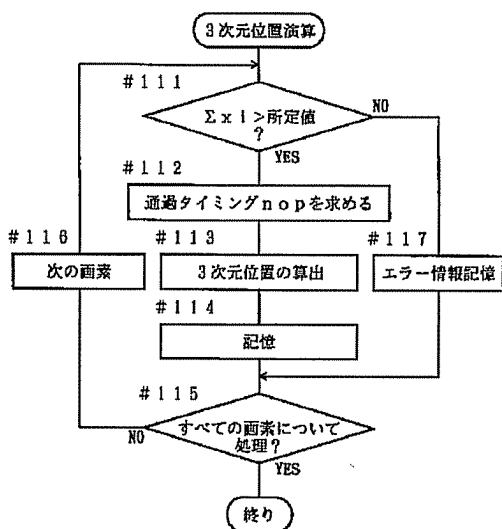 3次元位置演算
#111
Σxi>所定値
?
NO
YES
#112
通過タイミングnopを求める
#116
#113
#117
次の画素
3次元位置の算出
エラー情報記憶
#114
記憶
#115
すべての画素について
処理?
NO
YES
終り